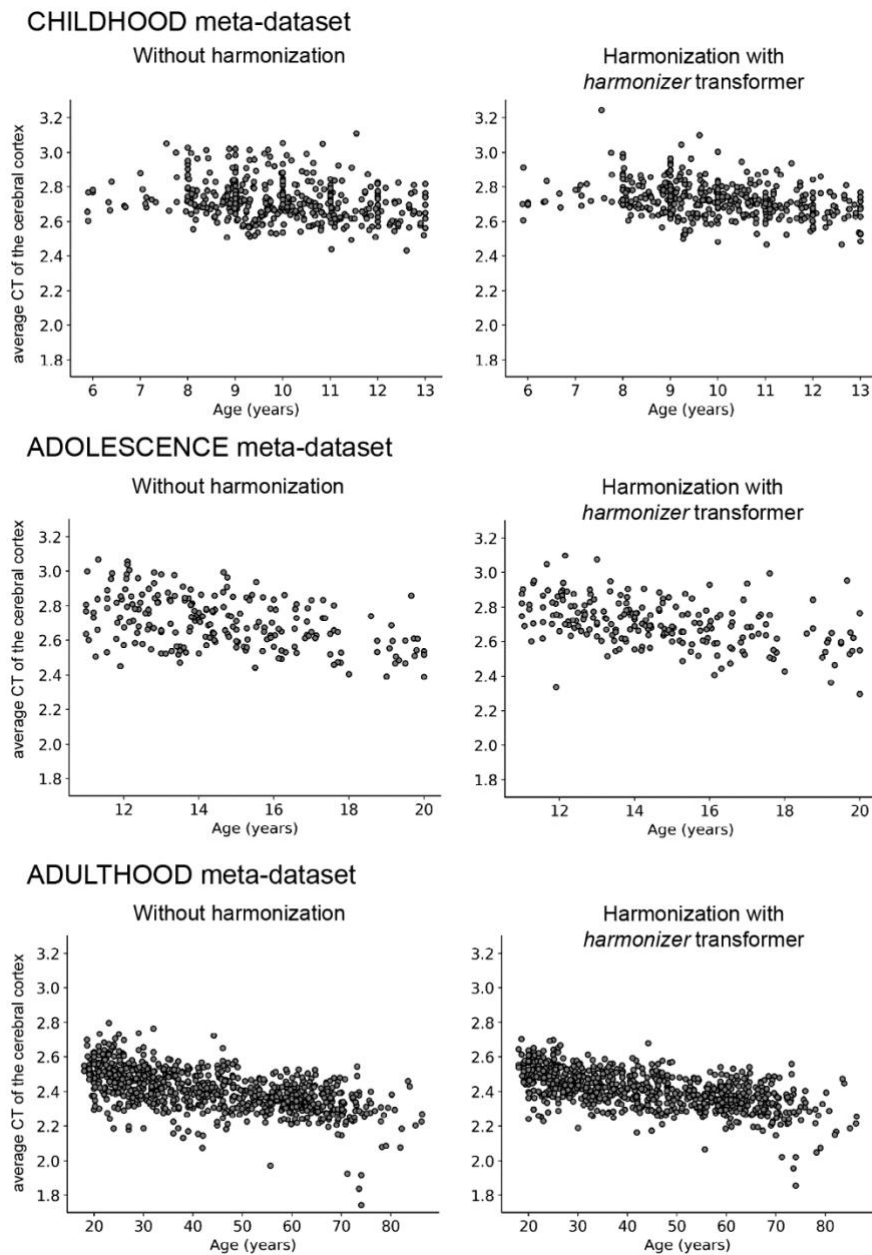 CHILDHOOD meta-dataset
Without harmonization
Harmonization with
harmonizer transformer
average CT of the cerebral cortex
3.2
3.0
2.8
2.6
2.4
2.2
2.0
1.8
6 7 8 9 10 11 12 13
Age (years)
3.2
3.0
2.8
2.6
2.4
2.2
2.0
1.8
6 7 8 9 10 11 12 13
Age (years)
ADOLESCENCE meta-dataset
Without harmonization
Harmonization with
harmonizer transformer
average CT of the cerebral cortex
3.2
3.0
2.8
2.6
2.4
2.2
2.0
1.8
12 14 16 18 20
Age (years)
3.2
3.0
2.8
2.6
2.4
2.2
2.0
1.8
12 14 16 18 20
Age (years)
ADULTHOOD meta-dataset
Without harmonization
Harmonization with
harmonizer transformer
average CT of the cerebral cortex
3.2
3.0
2.8
2.6
2.4
2.2
2.0
1.8
20 30 40 50 60 70 80
Age (years)
3.2
3.0
2.8
2.6
2.4
2.2
2.0
1.8
20 30 40 50 60 70 80
Age (years)